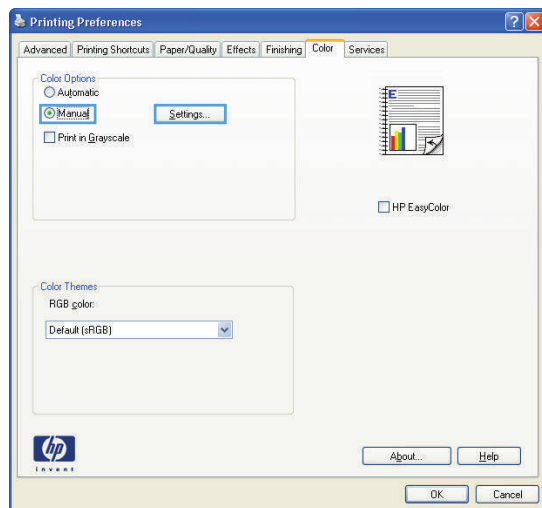 Printing Preferences
Advanced Printing Shortcuts Paper/Quality Effects Finishing Color Services
Color Options
Automatic
Manual Settings...
Print in Grayscale
E
HP EasyColor
Color Themes
RGB color:
Default (sRGB)
hp
invent
About... Help
OK Cancel